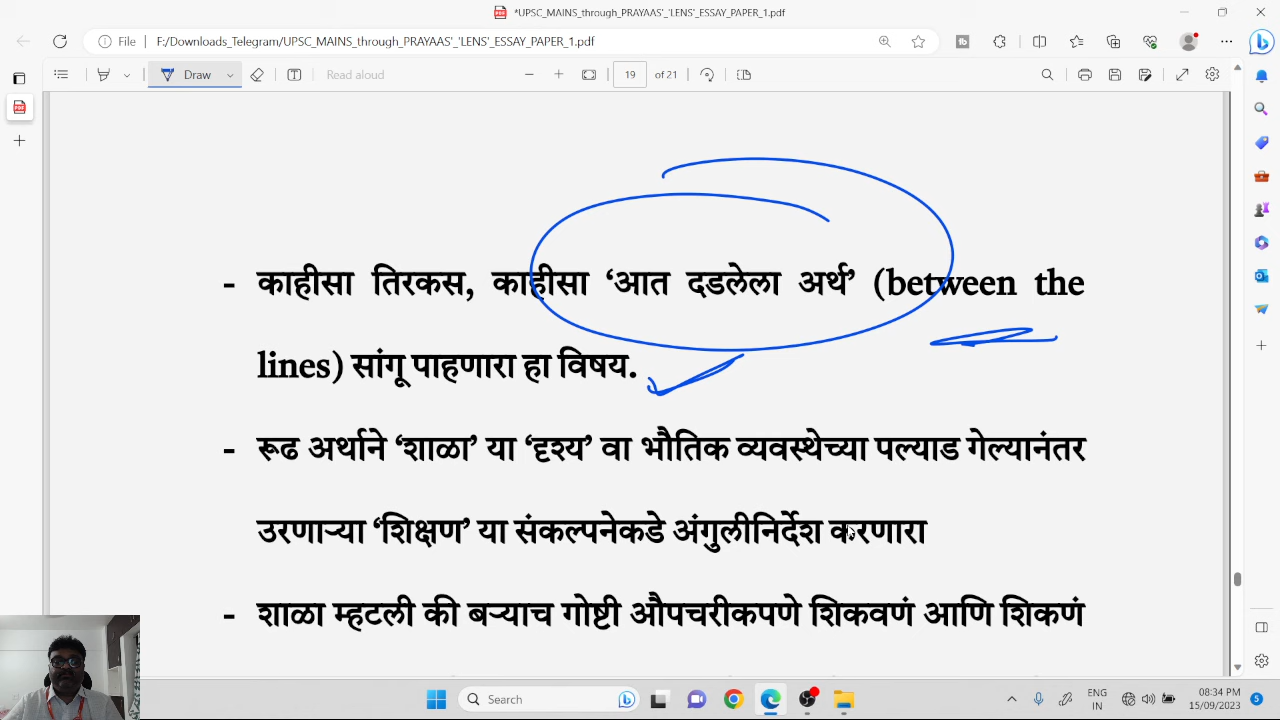 *UPSC_MAINS_through_PRAYAAS'_'LENS'_ESSAY_PAPER_1.pdf
File F:/Downloads_Telegram/UPSC_MAINS_through_PRAYAAS'_'LENS'_ESSAY_PAPER_1.pdf
Draw Read aloud 19 of 21
- काहीसा तिरकस, काहीसा ‘आत दडलेला अर्थ’ (between the
lines) सांगू पाहणारा हा विषय.
- रूढ अर्थाने ‘शाळा’ या ‘दृश्य’ वा भौतिक व्यवस्थेच्या पल्याड गेल्यानंतर
उरणाऱ्या ‘शिक्षण’ या संकल्पनेकडे अंगुलीनिर्देश करणारा
- शाळा म्हटली की बऱ्याच गोष्टी औपचरीकपणे शिकवणं आणि शिकणं
Search ENG IN 08:34 PM 15/09/2023 5